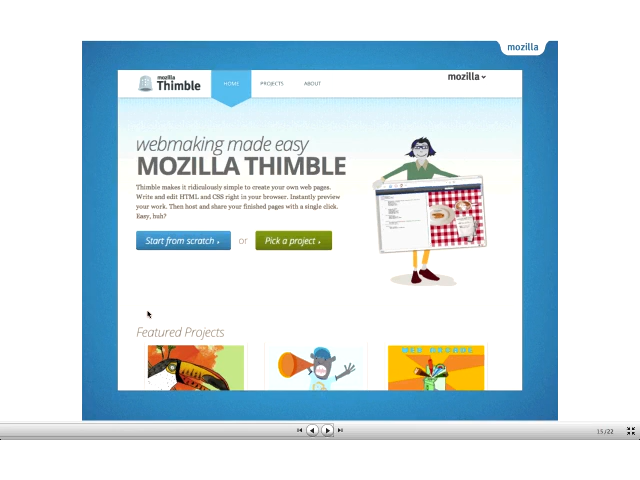 mozilla
mozilla
Thimble
HOME
PROJECTS
ABOUT
mozilla
webmaking made easy
MOZILLA THIMBLE
Thimble makes it ridiculously simple to create your own web pages.
Write and edit HTML and CSS right in your browser. Instantly preview
your work. Then host and share your finished pages with a single click.
Easy, huh?
Start from scratch ›
or
Pick a project ›
Featured Projects
15/22